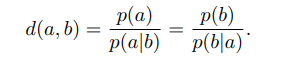 d(a, b) = p(a) / p(a|b) = p(b) / p(b|a).